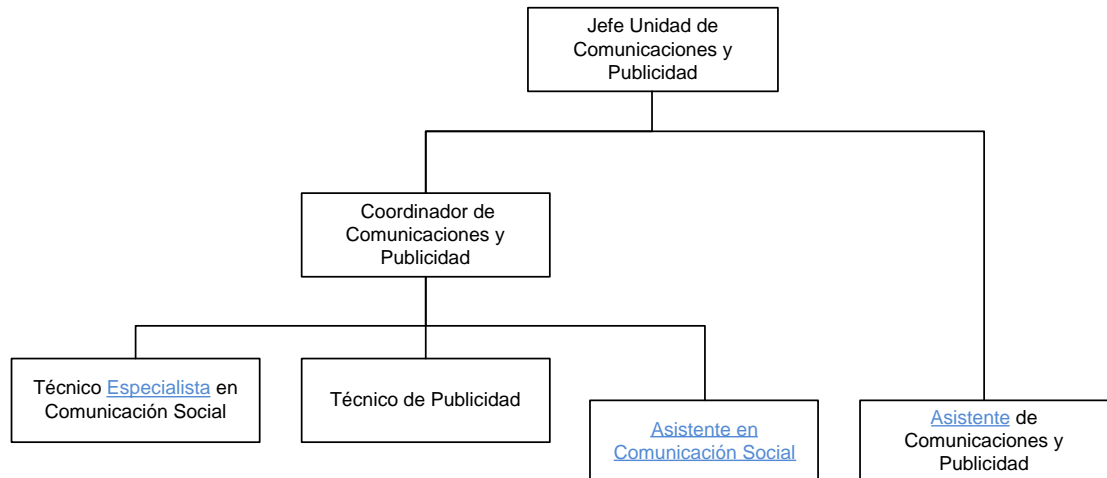 Jefe Unidad de
Comunicaciones y
Publicidad
Coordinador de
Comunicaciones y
Publicidad
Técnico Especialista en
Comunicación Social
Técnico de Publicidad
Asistente en
Comunicación Social
Asistente de
Comunicaciones y
Publicidad